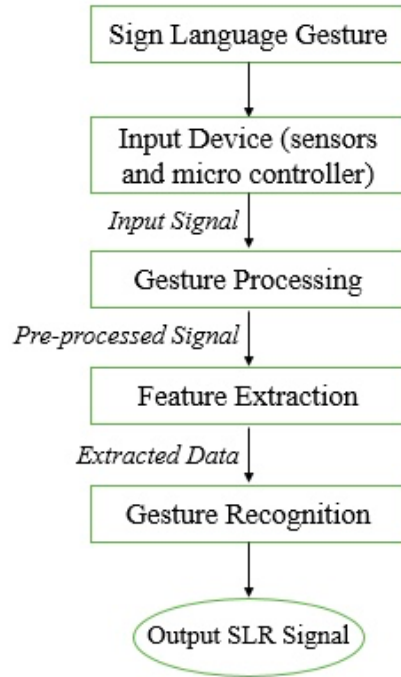 Sign Language Gesture
Input Device (sensors
and micro controller)
Input Signal
Gesture Processing
Pre-processed Signal
Feature Extraction
Extracted Data
Gesture Recognition
Output SLR Signal